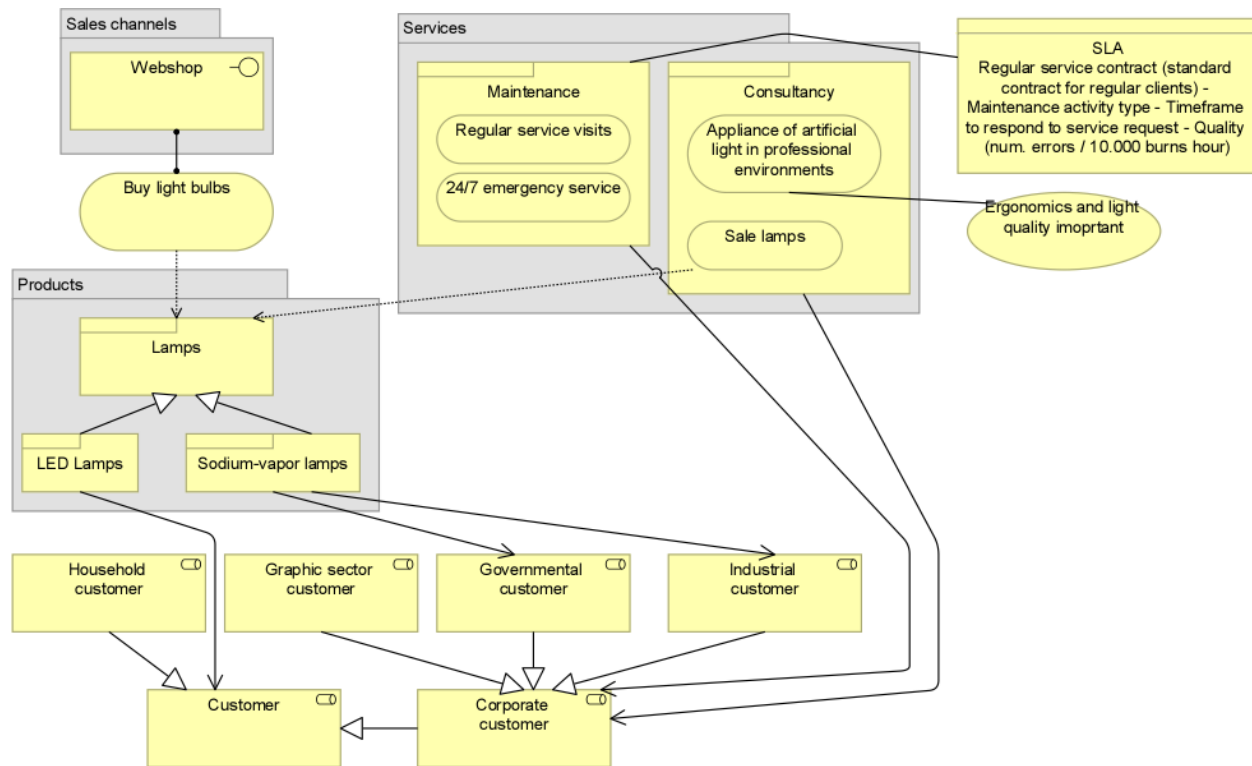 Sales channels
Webshop
Buy light bulbs
Services
Maintenance
Regular service visits
24/7 emergency service
Consultancy
Appliance of artificial
light in professional
environments
Sale lamps
SLA
Regular service contract (standard
contract for regular clients) -
Maintenance activity type - Timeframe
to respond to service request - Quality
(num. errors / 10.000 burns hour)
Ergonomics and light
quality imoprtant
Products
Lamps
LED Lamps
Sodium-vapor lamps
Household
customer
Graphic sector
customer
Governmental
customer
Industrial
customer
Customer
Corporate
customer